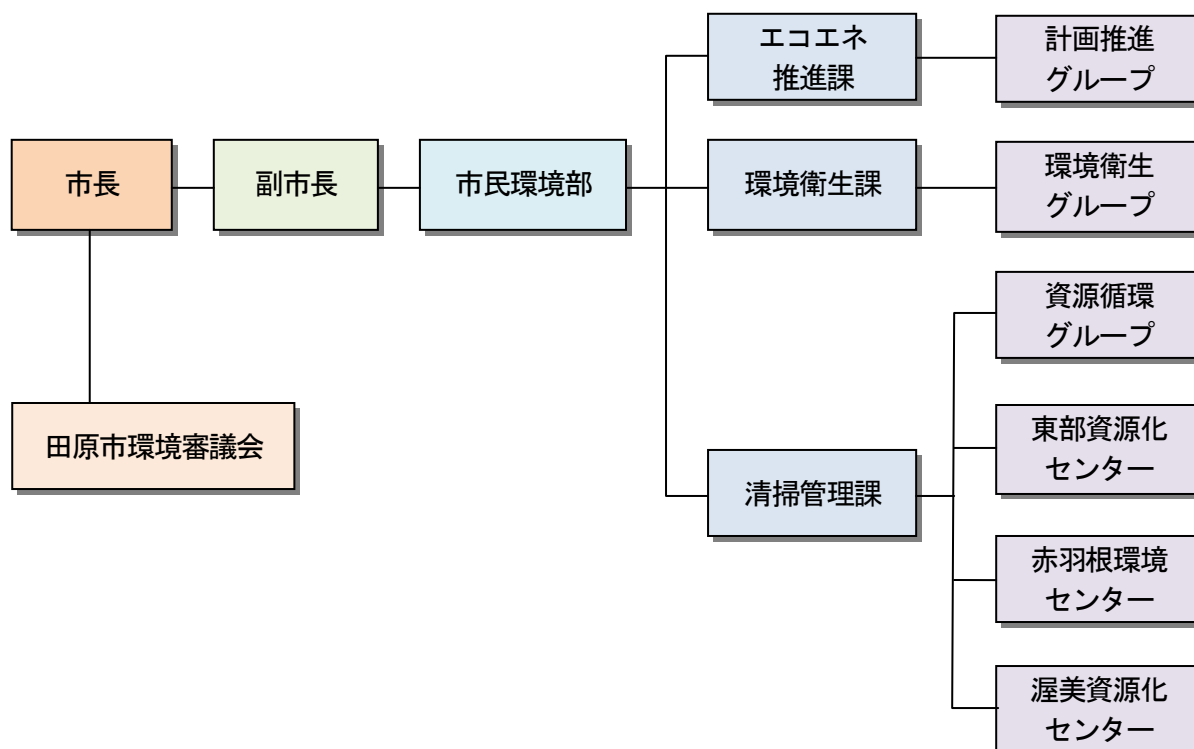 市長
副市長
市民環境部
田原市環境審議会
エコエネ
推進課
環境衛生課
清掃管理課
計画推進
グループ
環境衛生
グループ
資源循環
グループ
東部資源化
センター
赤羽根環境
センター
渥美資源化
センター